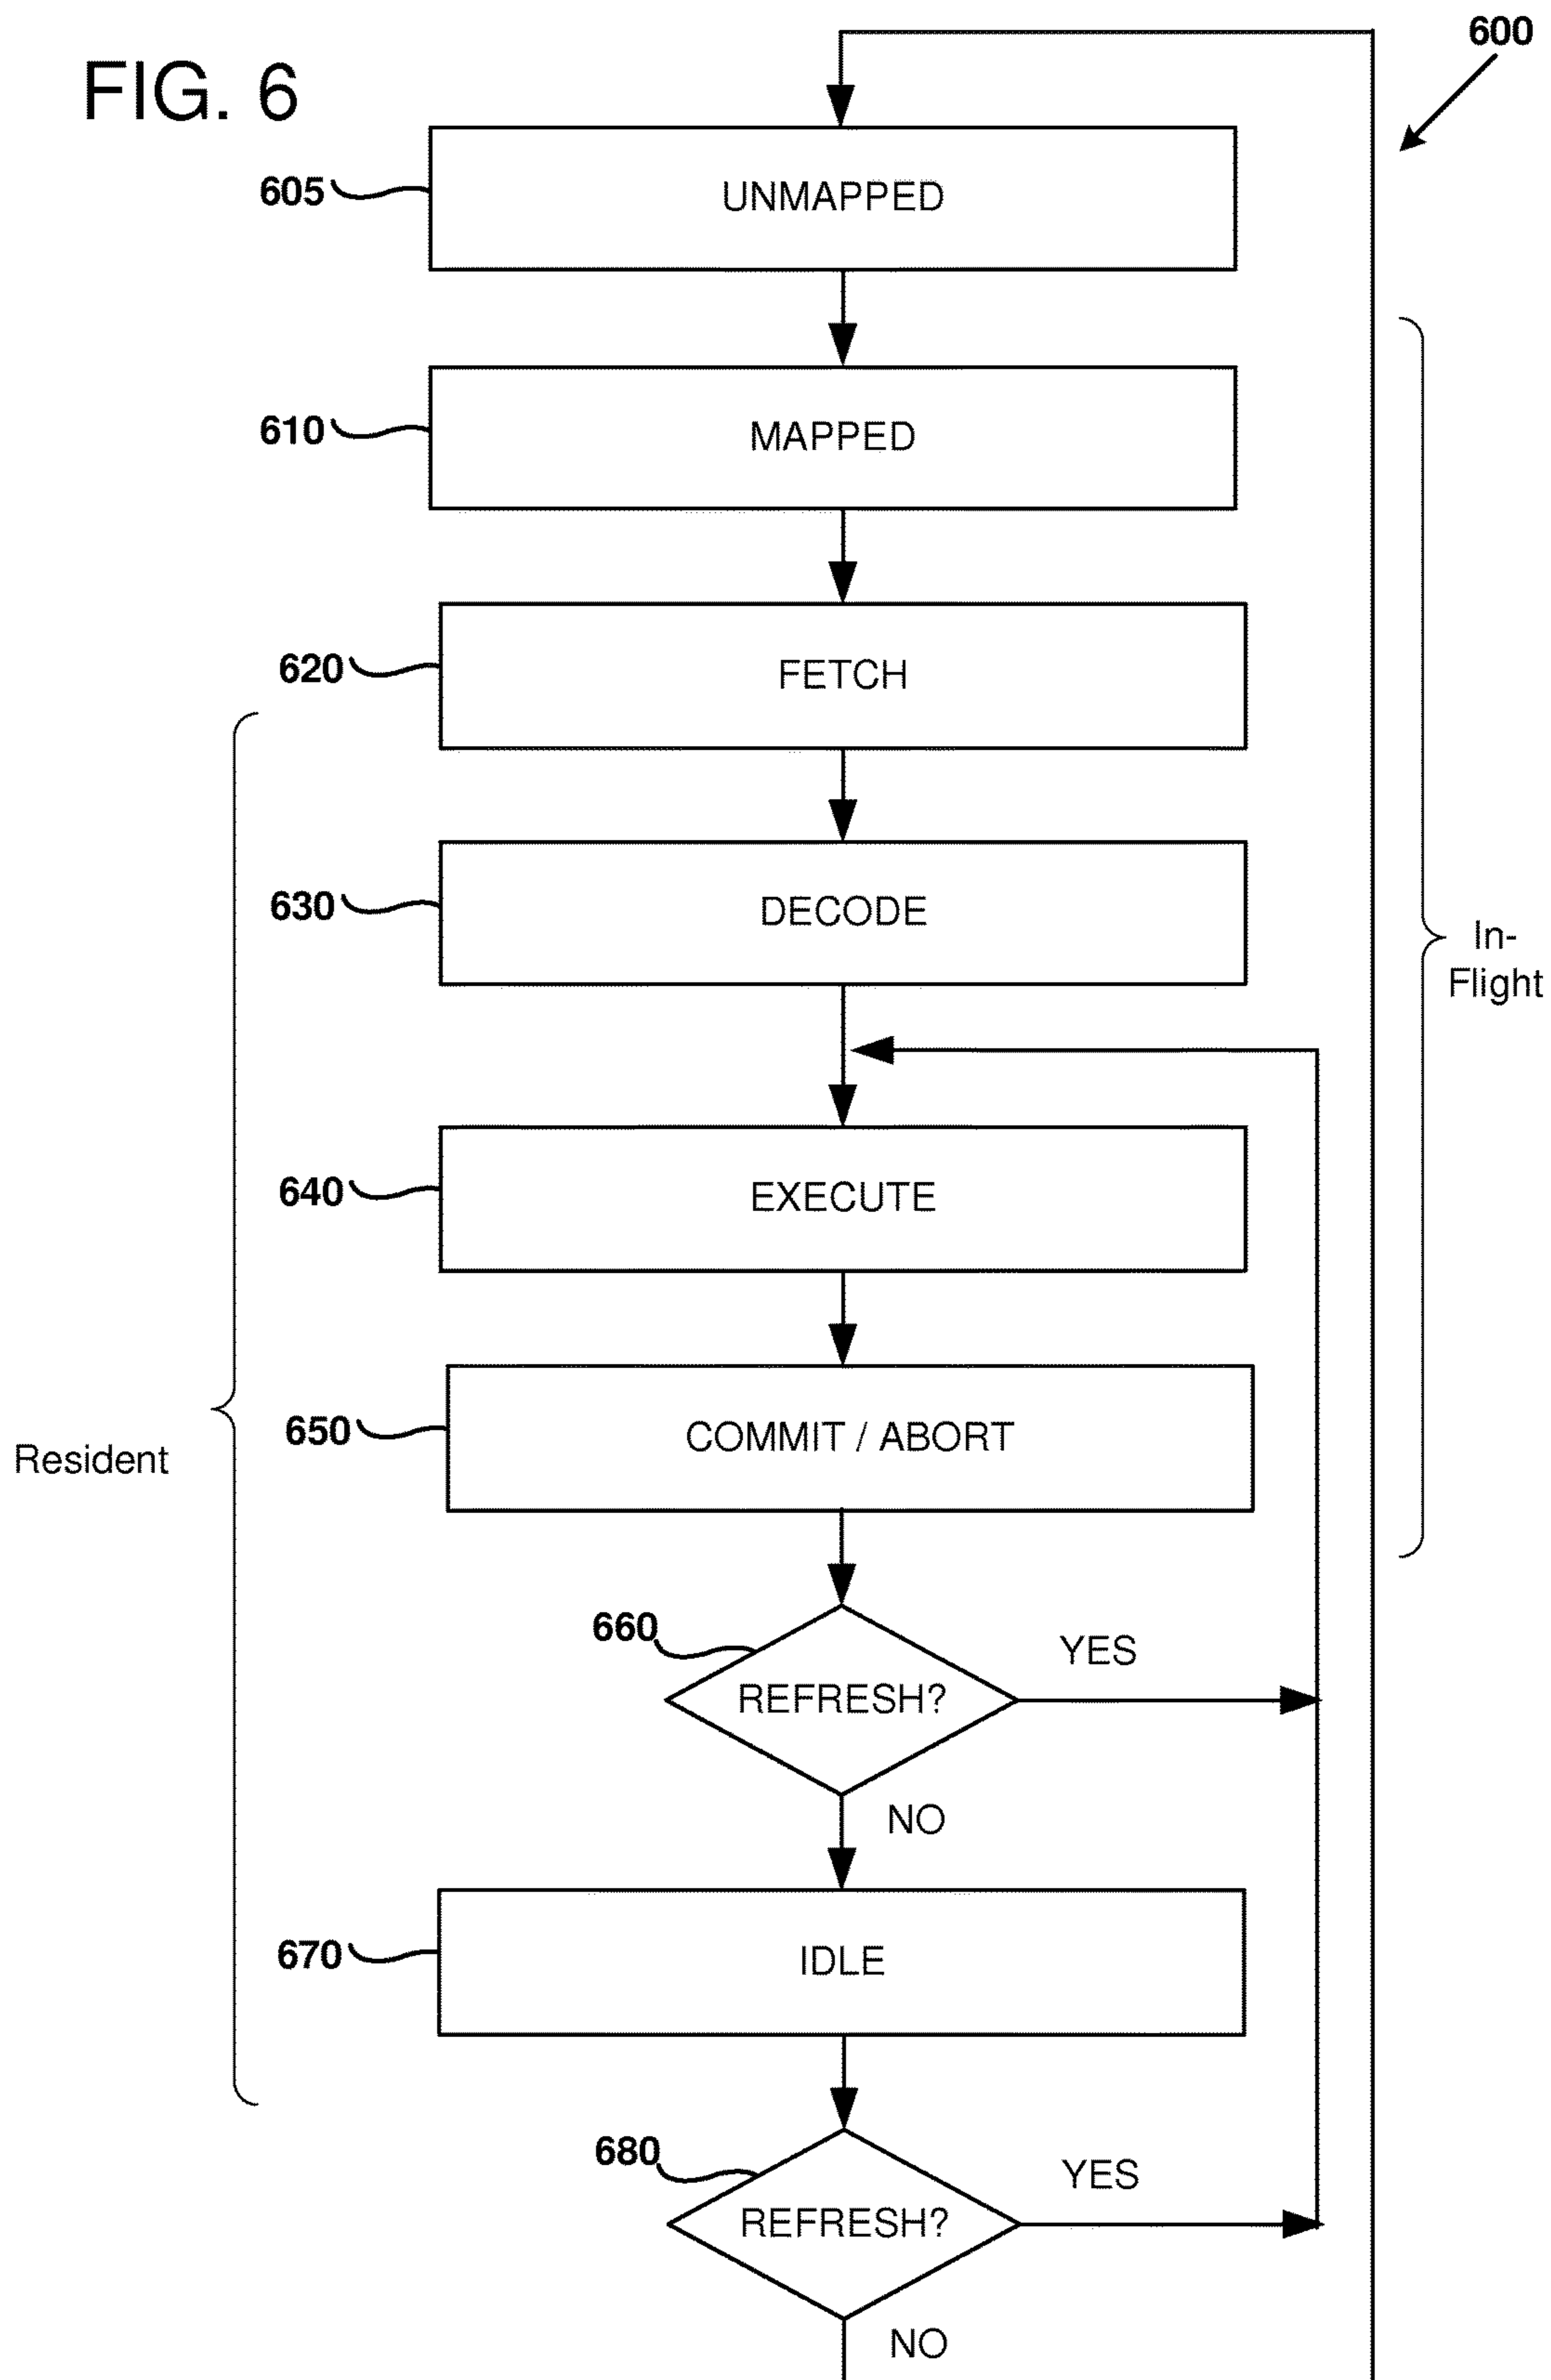 FIG. 6
600
605
UNMAPPED
610
MAPPED
620
FETCH
630
DECODE
In-
Flight
640
EXECUTE
650
COMMIT / ABORT
Resident
660
REFRESH?
YES
NO
670
IDLE
680
REFRESH?
YES
NO